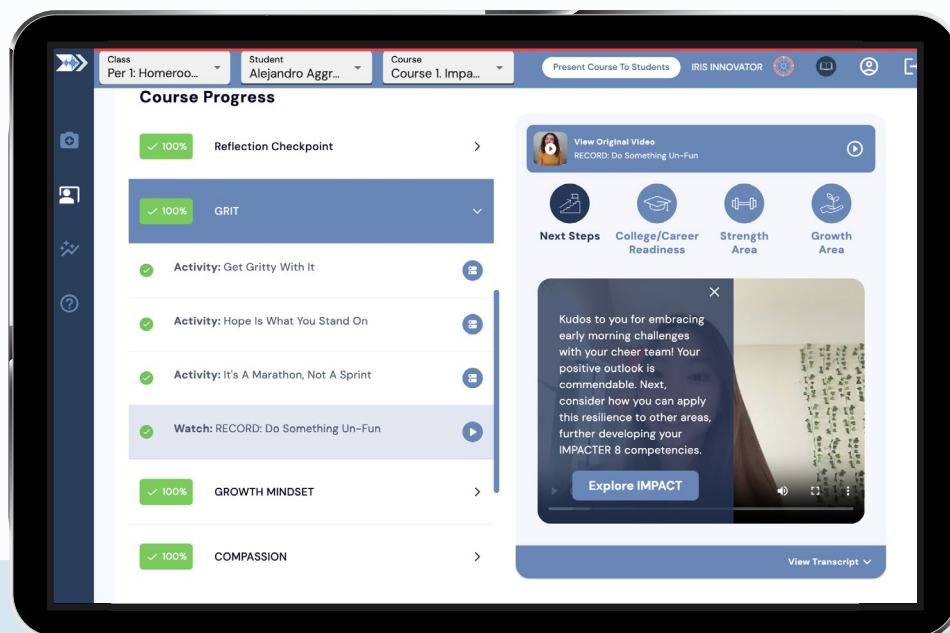 Class
Per 1: Homeroo...
Student
Alejandro Aggr...
Course
Course 1. Impa...
Present Course To Students
IRIS INNOVATOR
Course Progress
100%
Reflection Checkpoint
100%
GRIT
Activity: Get Gritty With It
Activity: Hope Is What You Stand On
Activity: It's A Marathon, Not A Sprint
Watch: RECORD: Do Something Un-Fun
100%
GROWTH MINDSET
100%
COMPASSION
View Original Video
RECORD: Do Something Un-Fun
Next Steps
College/Career
Readiness
Strength
Area
Growth
Area
Kudos to you for embracing
early morning challenges
with your cheer team! Your
positive outlook is
commendable. Next,
consider how you can apply
this resilience to other areas,
further developing your
IMPACTER 8 competencies.
Explore IMPACT
View Transcript